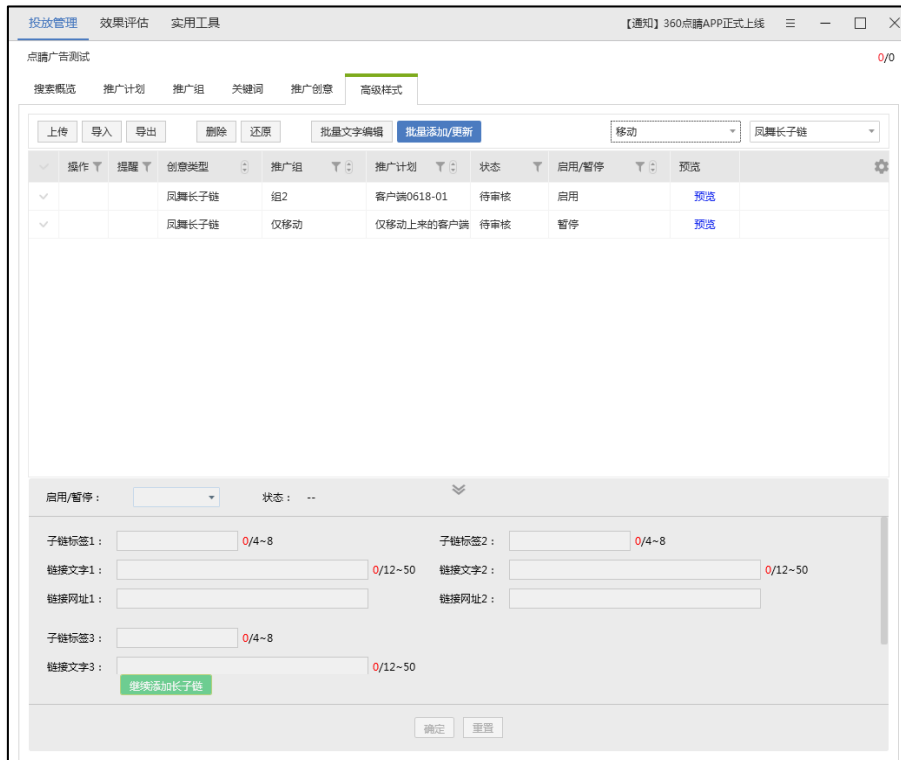 投放管理 效果评估 实用工具 【通知】360点睛APP正式上线
点睛广告测试 0/0
搜索概览 推广计划 推广组 关键词 推广创意 高级样式
上传 导入 导出 删除 还原 批量文字编辑 批量添加/更新 移动 凤舞长子链
操作 提醒 创意类型 推广组 推广计划 状态 启用/暂停 预览
凤舞长子链 组2 客户端0618-01 待审核 启用 预览
凤舞长子链 仅移动 仅移动上来的客户端 待审核 暂停 预览
启用/暂停： 状态： --
子链标签1： 0/4~8 子链标签2： 0/4~8
链接文字1： 0/12~50 链接文字2： 0/12~50
链接网址1： 链接网址2：
子链标签3： 0/4~8
链接文字3： 0/12~50
继续添加长子链
确定 重置